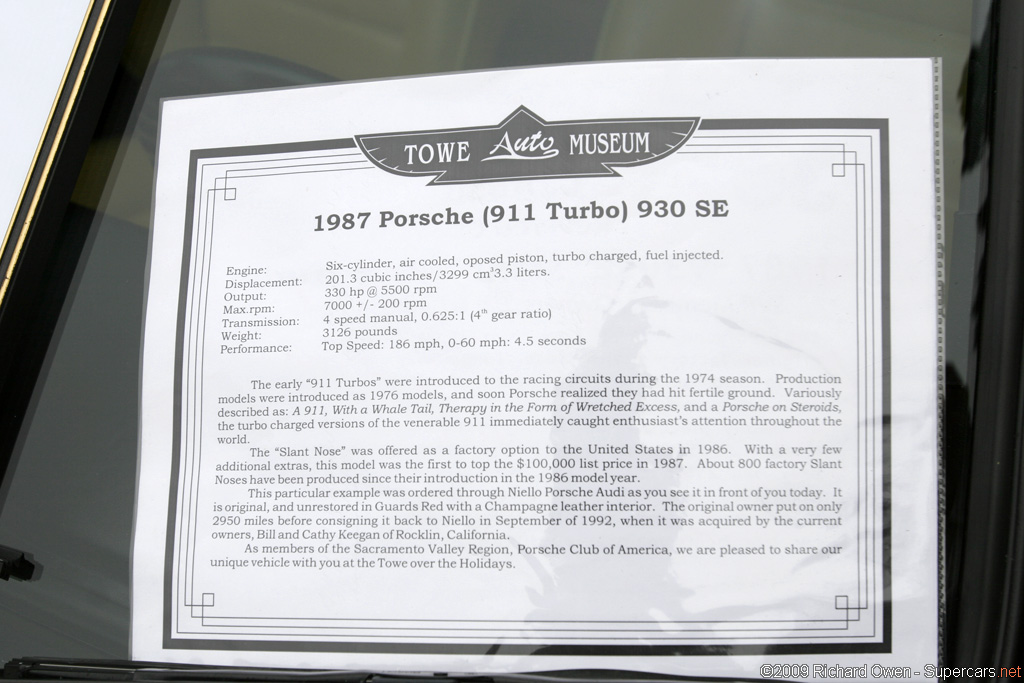 TOWE Auto MUSEUM
1987 Porsche (911 Turbo) 930 SE
Engine: Six-cylinder, air cooled, oposed piston, turbo charged, fuel injected.
Displacement: 201.3 cubic inches/3299 cm³3.3 liters.
Output: 330 hp @ 5500 rpm
Max.rpm: 7000 +/- 200 rpm
Transmission: 4 speed manual, 0.625:1 (4th gear ratio)
Weight: 3126 pounds
Performance: Top Speed: 186 mph, 0-60 mph: 4.5 seconds
The early "911 Turbos" were introduced to the racing circuits during the 1974 season. Production
models were introduced as 1976 models, and soon Porsche realized they had hit fertile ground. Variously
described as: A 911, With a Whale Tail, Therapy in the Form of Wretched Excess, and a Porsche on Steroids,
the turbo charged versions of the venerable 911 immediately caught enthusiast's attention throughout the
world.
The "Slant Nose" was offered as a factory option to the United States in 1986. With a very few
additional extras, this model was the first to top the $100,000 list price in 1987. About 800 factory Slant
Noses have been produced since their introduction in the 1986 model year.
This particular example was ordered through Niello Porsche Audi as you see it in front of you today. It
is original, and unrestored in Guards Red with a Champagne leather interior. The original owner put on only
2950 miles before consigning it back to Niello in September of 1992, when it was acquired by the current
owners, Bill and Cathy Keegan of Rocklin, California.
As members of the Sacramento Valley Region, Porsche Club of America, we are pleased to share our
unique vehicle with you at the Towe over the Holidays.
©2009 Richard Owen - Supercars.net